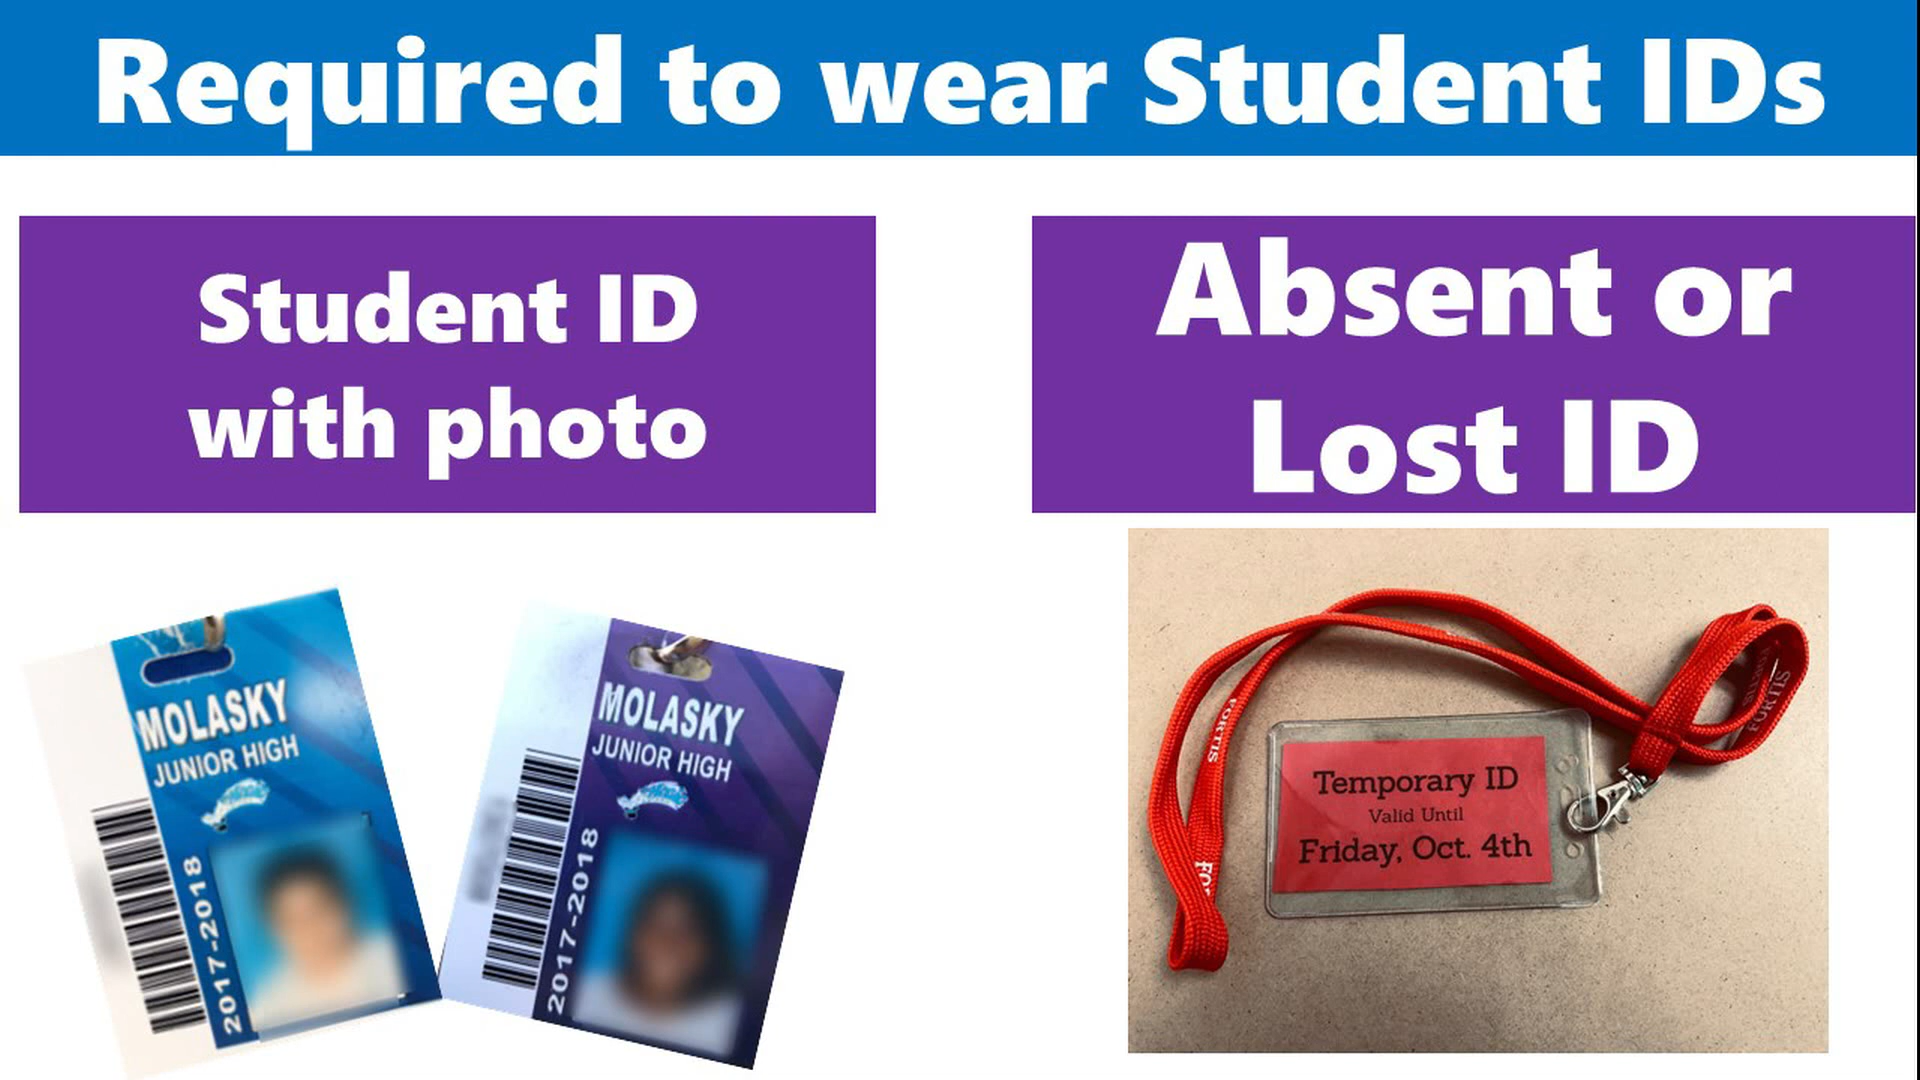 Required to wear Student IDs
Student ID
with photo
Absent or
Lost ID
MOLASKY
JUNIOR HIGH
2017-2018
MOLASKY
JUNIOR HIGH
2017-2018
FORTIS
FORTIS
Temporary ID
Valid Until
Friday, Oct. 4th